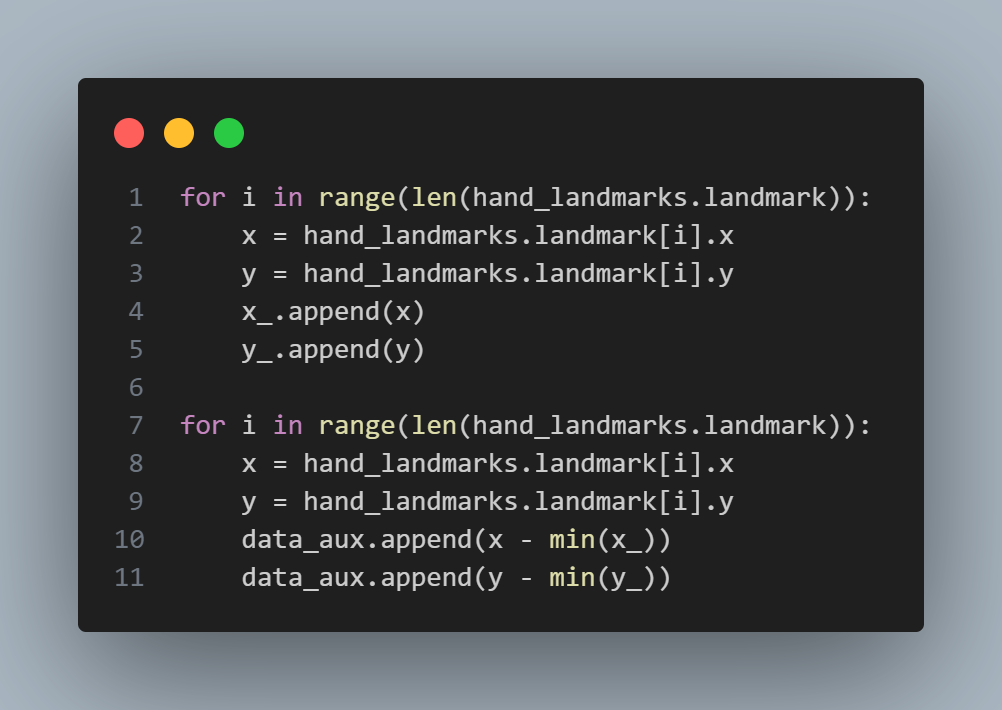 1 for i in range(len(hand_landmarks.landmark)):
2     x = hand_landmarks.landmark[i].x
3     y = hand_landmarks.landmark[i].y
4     x_.append(x)
5     y_.append(y)
6
7 for i in range(len(hand_landmarks.landmark)):
8     x = hand_landmarks.landmark[i].x
9     y = hand_landmarks.landmark[i].y
10     data_aux.append(x - min(x_))
11     data_aux.append(y - min(y_))